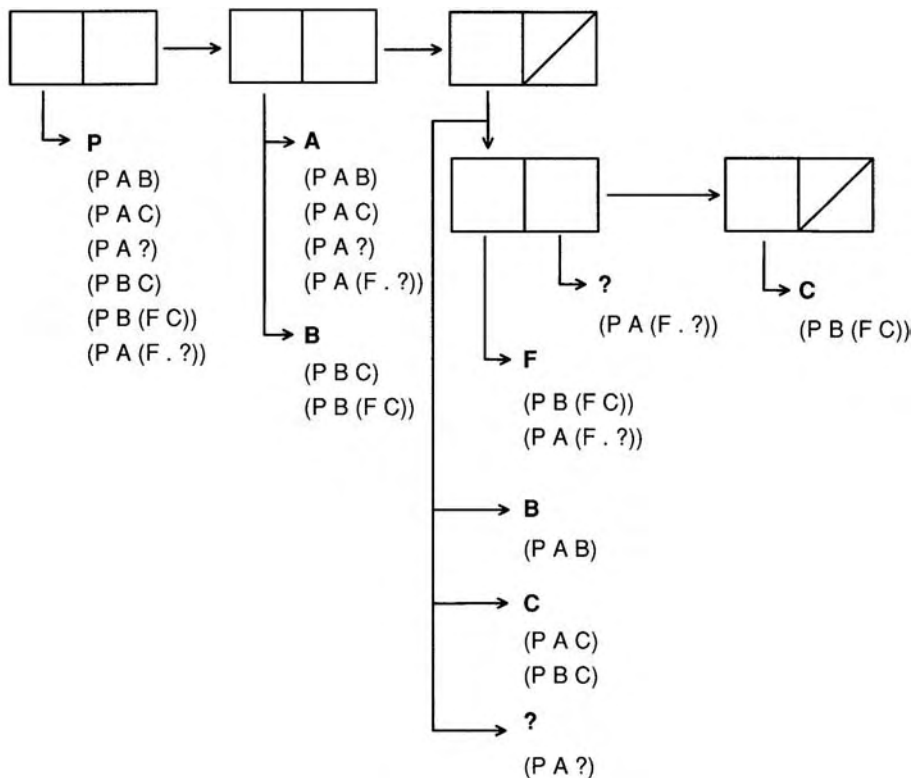 P
(P A B)
(P A C)
(P A ?)
(P B C)
(P B (F C))
(P A (F . ?))
A
(P A B)
(P A C)
(P A ?)
(P A (F . ?))
B
(P B C)
(P B (F C))
?
(P A (F . ?))
C
(P B (F C))
F
(P B (F C))
(P A (F . ?))
B
(P A B)
C
(P A C)
(P B C)
?
(P A ?)